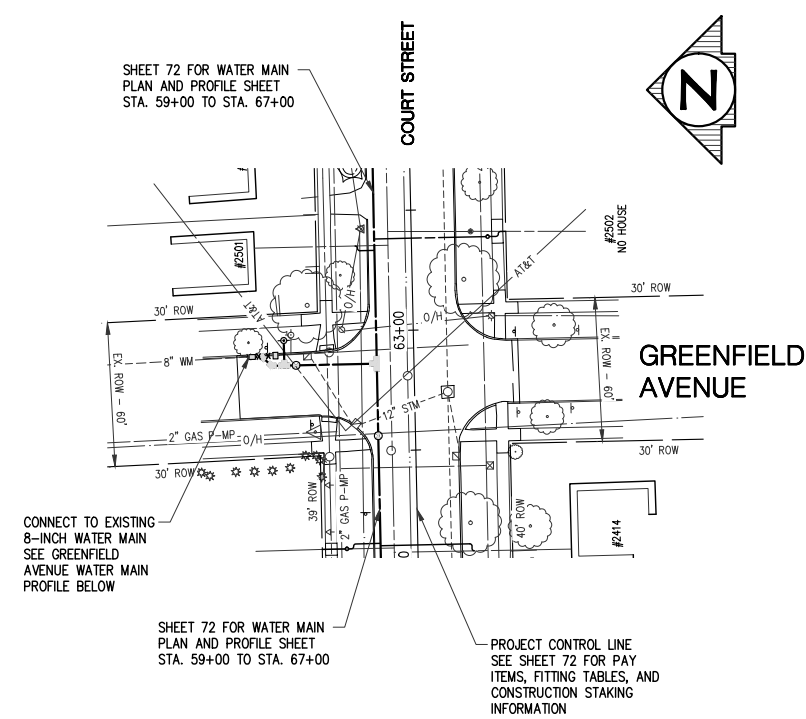 SHEET 72 FOR WATER MAIN
PLAN AND PROFILE SHEET
STA. 59+00 TO STA. 67+00
COURT STREET
N
#2501
#2502
NO HOUSE
AT&T
AT&T
O/H
O/H
30' ROW
30' ROW
63+00
8" WM
EX. ROW - 60'
EX. ROW - 60'
GREENFIELD
AVENUE
12" STM
2" GAS P-MP
O/H
30' ROW
30' ROW
39' ROW
2" GAS P-MP
40' ROW
#2414
0
CONNECT TO EXISTING
8-INCH WATER MAIN
SEE GREENFIELD
AVENUE WATER MAIN
PROFILE BELOW
SHEET 72 FOR WATER MAIN
PLAN AND PROFILE SHEET
STA. 59+00 TO STA. 67+00
PROJECT CONTROL LINE
SEE SHEET 72 FOR PAY
ITEMS, FITTING TABLES, AND
CONSTRUCTION STAKING
INFORMATION